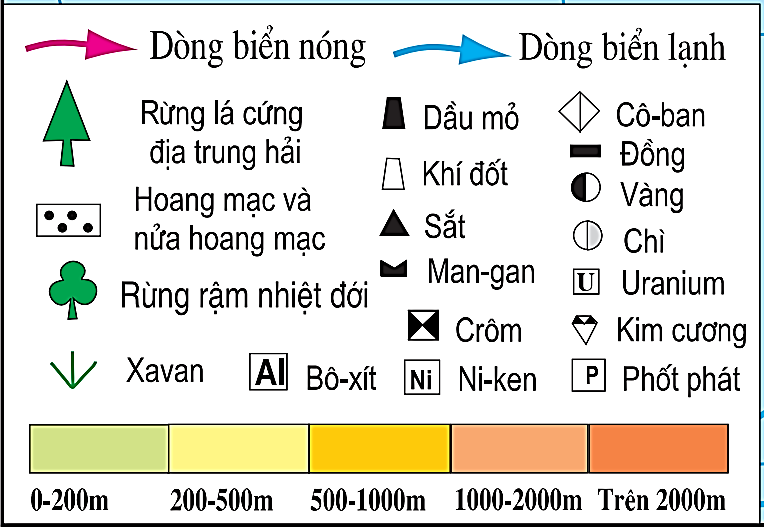 Dòng biển nóng
Dòng biển lạnh
Rừng lá cứng
địa trung hải
Hoang mạc và
nửa hoang mạc
Rừng rậm nhiệt đới
Xavan
Dầu mỏ
Khí đốt
Sắt
Man-gan
Crôm
Al Bô-xít
Ni Ni-ken
Cô-ban
Đồng
Vàng
Chì
U Uranium
Kim cương
P Phốt phát
0-200m 200-500m 500-1000m 1000-2000m Trên 2000m